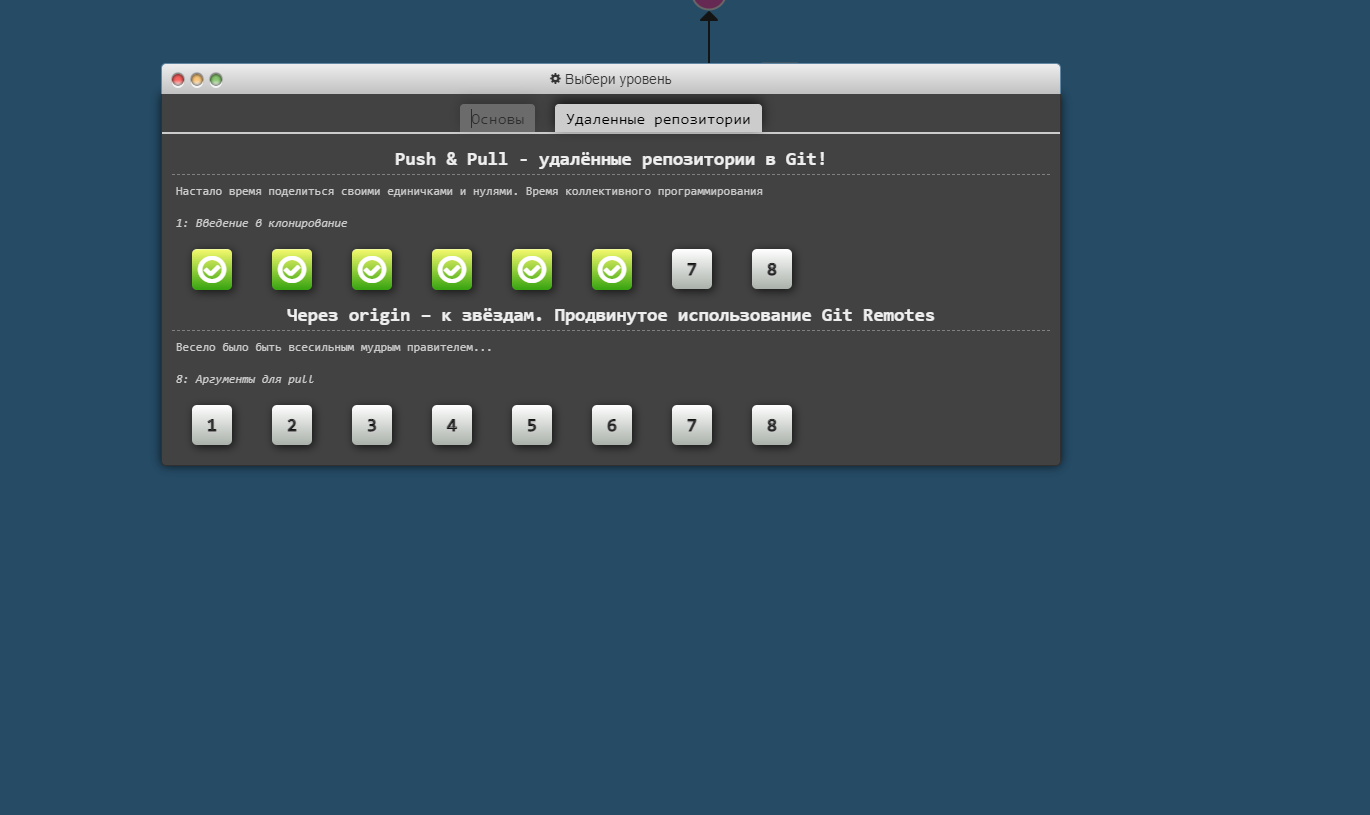 Выбери уровень
Основы Удаленные репозитории
Push & Pull - удалённые репозитории в Git!
Настало время поделиться своими единичками и нулями. Время коллективного программирования
1: Введение в клонирование
7 8
Через origin – к звёздам. Продвинутое использование Git Remotes
Весело было быть всесильным мудрым правителем...
8: Аргументы для pull
1 2 3 4 5 6 7 8